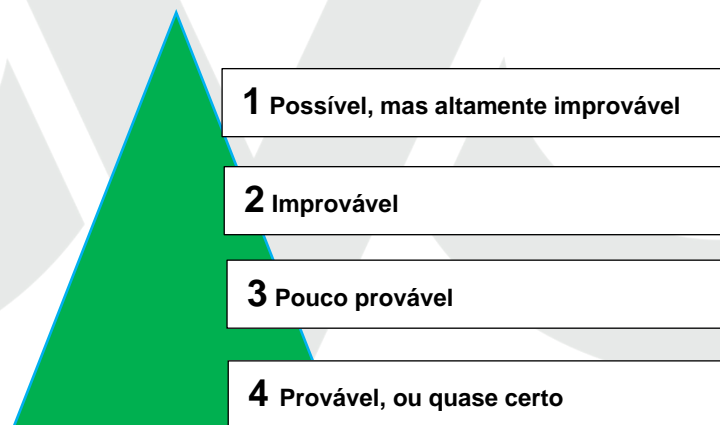 1 Possível, mas altamente improvável
2 Improvável
3 Pouco provável
4 Provável, ou quase certo